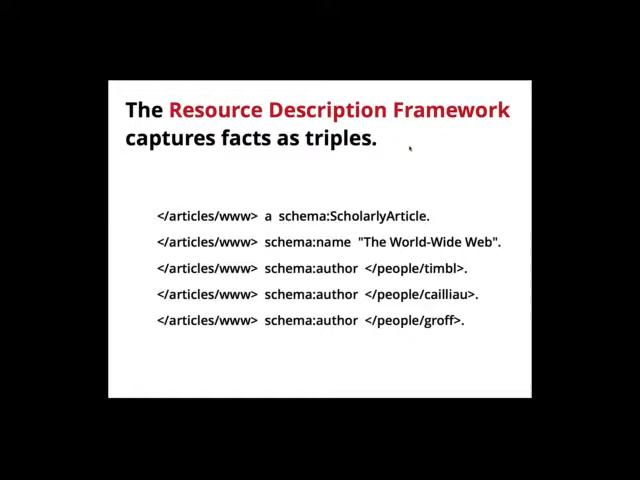 The Resource Description Framework
captures facts as triples.
</articles/www> a schema:ScholarlyArticle.
</articles/www> schema:name "The World-Wide Web".
</articles/www> schema:author </people/timbl>.
</articles/www> schema:author </people/cailliau>.
</articles/www> schema:author </people/groff>.